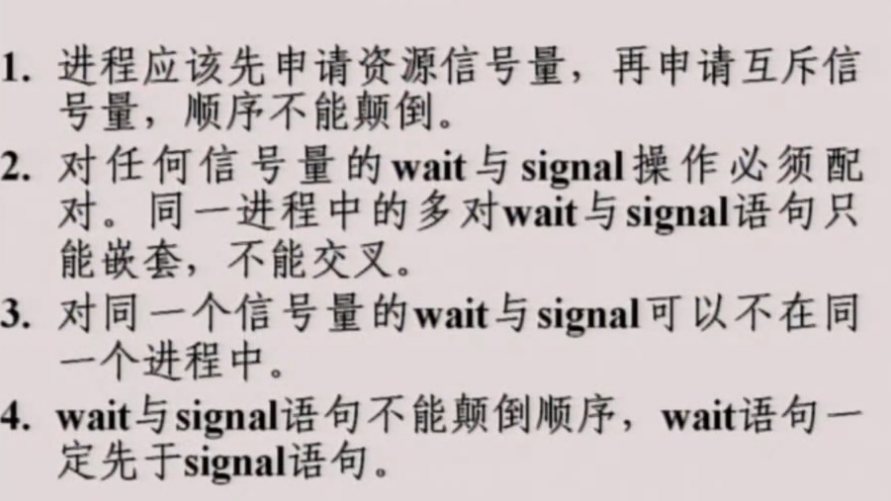 1. 进程应该先申请资源信号量，再申请互斥信
号量，顺序不能颠倒。
2. 对任何信号量的wait与signal操作必须配
对。同一进程中的多对wait与signal语句只
能嵌套，不能交叉。
3. 对同一个信号量的wait与signal可以不在同
一个进程中。
4. wait与signal语句不能颠倒顺序，wait语句一
定先于signal语句。